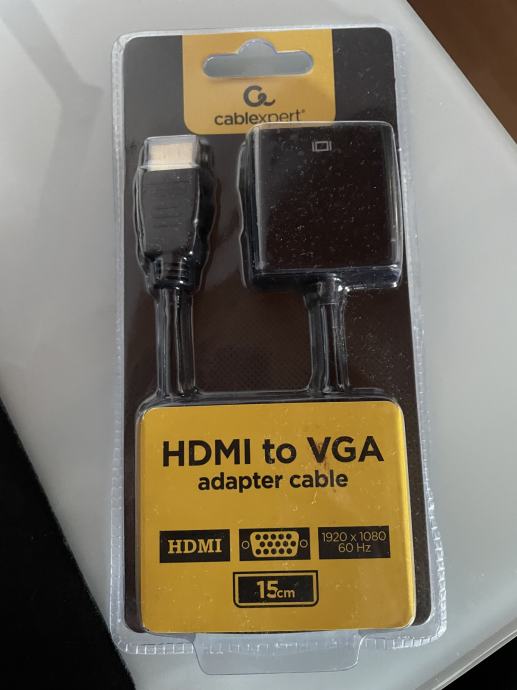 cablexpert®
HDMI to VGA
adapter cable
HDMI
1920 x 1080
60 Hz
15cm